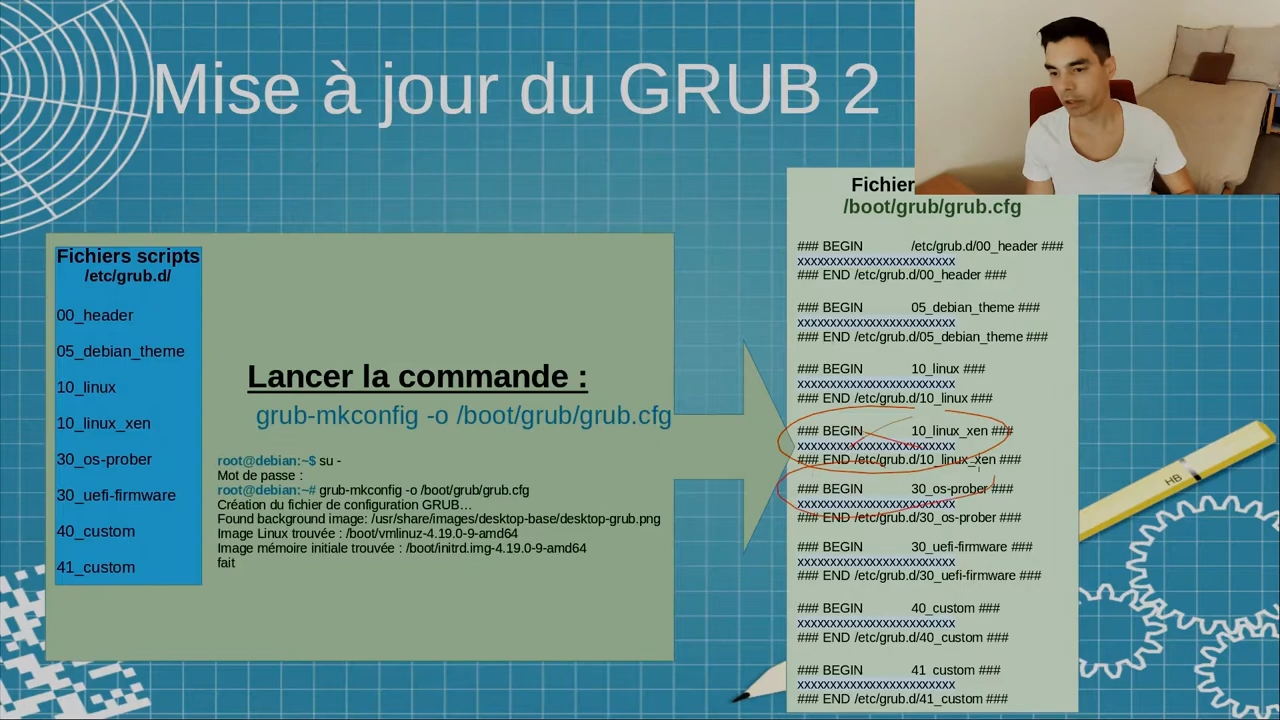 Mise à jour du GRUB 2
Fichiers scripts
/etc/grub.d/
00_header
05_debian_theme
10_linux
10_linux_xen
30_os-prober
30_uefi-firmware
40_custom
41_custom
Lancer la commande :
grub-mkconfig -o /boot/grub/grub.cfg
root@debian:~$ su -
Mot de passe :
root@debian:~# grub-mkconfig -o /boot/grub/grub.cfg
Création du fichier de configuration GRUB…
Found background image: /usr/share/images/desktop-base/desktop-grub.png
Image Linux trouvée : /boot/vmlinuz-4.19.0-9-amd64
Image mémoire initiale trouvée : /boot/initrd.img-4.19.0-9-amd64
fait
Fichier
/boot/grub/grub.cfg
### BEGIN /etc/grub.d/00_header ###
xxxxxxxxxxxxxxxxxxxxxxxx
### END /etc/grub.d/00_header ###
### BEGIN 05_debian_theme ###
xxxxxxxxxxxxxxxxxxxxxxxx
### END /etc/grub.d/05_debian_theme ###
### BEGIN 10_linux ###
xxxxxxxxxxxxxxxxxxxxxxxx
### END /etc/grub.d/10_linux ###
### BEGIN 10_linux_xen ###
xxxxxxxxxxxxxxxxxxxxxxxx
### END /etc/grub.d/10_linux_xen ###
### BEGIN 30_os-prober ###
xxxxxxxxxxxxxxxxxxxxxxxx
### END /etc/grub.d/30_os-prober ###
### BEGIN 30_uefi-firmware ###
xxxxxxxxxxxxxxxxxxxxxxxx
### END /etc/grub.d/30_uefi-firmware ###
### BEGIN 40_custom ###
xxxxxxxxxxxxxxxxxxxxxxxx
### END /etc/grub.d/40_custom ###
### BEGIN 41_custom ###
xxxxxxxxxxxxxxxxxxxxxxxx
### END /etc/grub.d/41_custom ###
HB